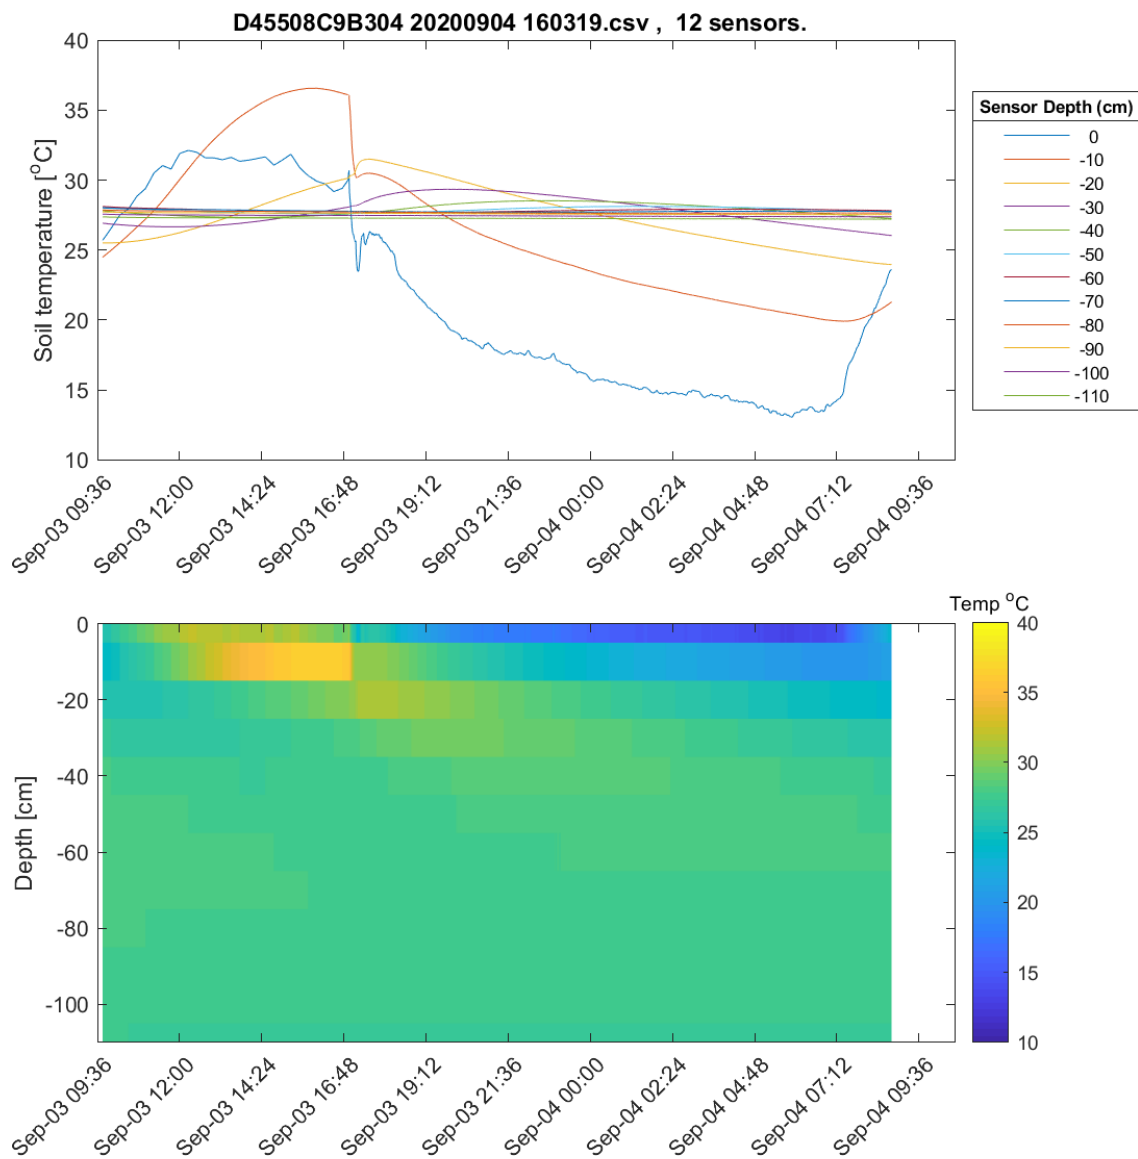 D45508C9B304 20200904 160319.csv ,  12 sensors.
40
35
30
25
20
15
10
Soil temperature [°C]
Sep-03 09:36
Sep-03 12:00
Sep-03 14:24
Sep-03 16:48
Sep-03 19:12
Sep-03 21:36
Sep-04 00:00
Sep-04 02:24
Sep-04 04:48
Sep-04 07:12
Sep-04 09:36
Sensor Depth (cm)
0
-10
-20
-30
-40
-50
-60
-70
-80
-90
-100
-110
Temp °C
0
-20
-40
-60
-80
-100
Depth [cm]
Sep-03 09:36
Sep-03 12:00
Sep-03 14:24
Sep-03 16:48
Sep-03 19:12
Sep-03 21:36
Sep-04 00:00
Sep-04 02:24
Sep-04 04:48
Sep-04 07:12
Sep-04 09:36
40
35
30
25
20
15
10